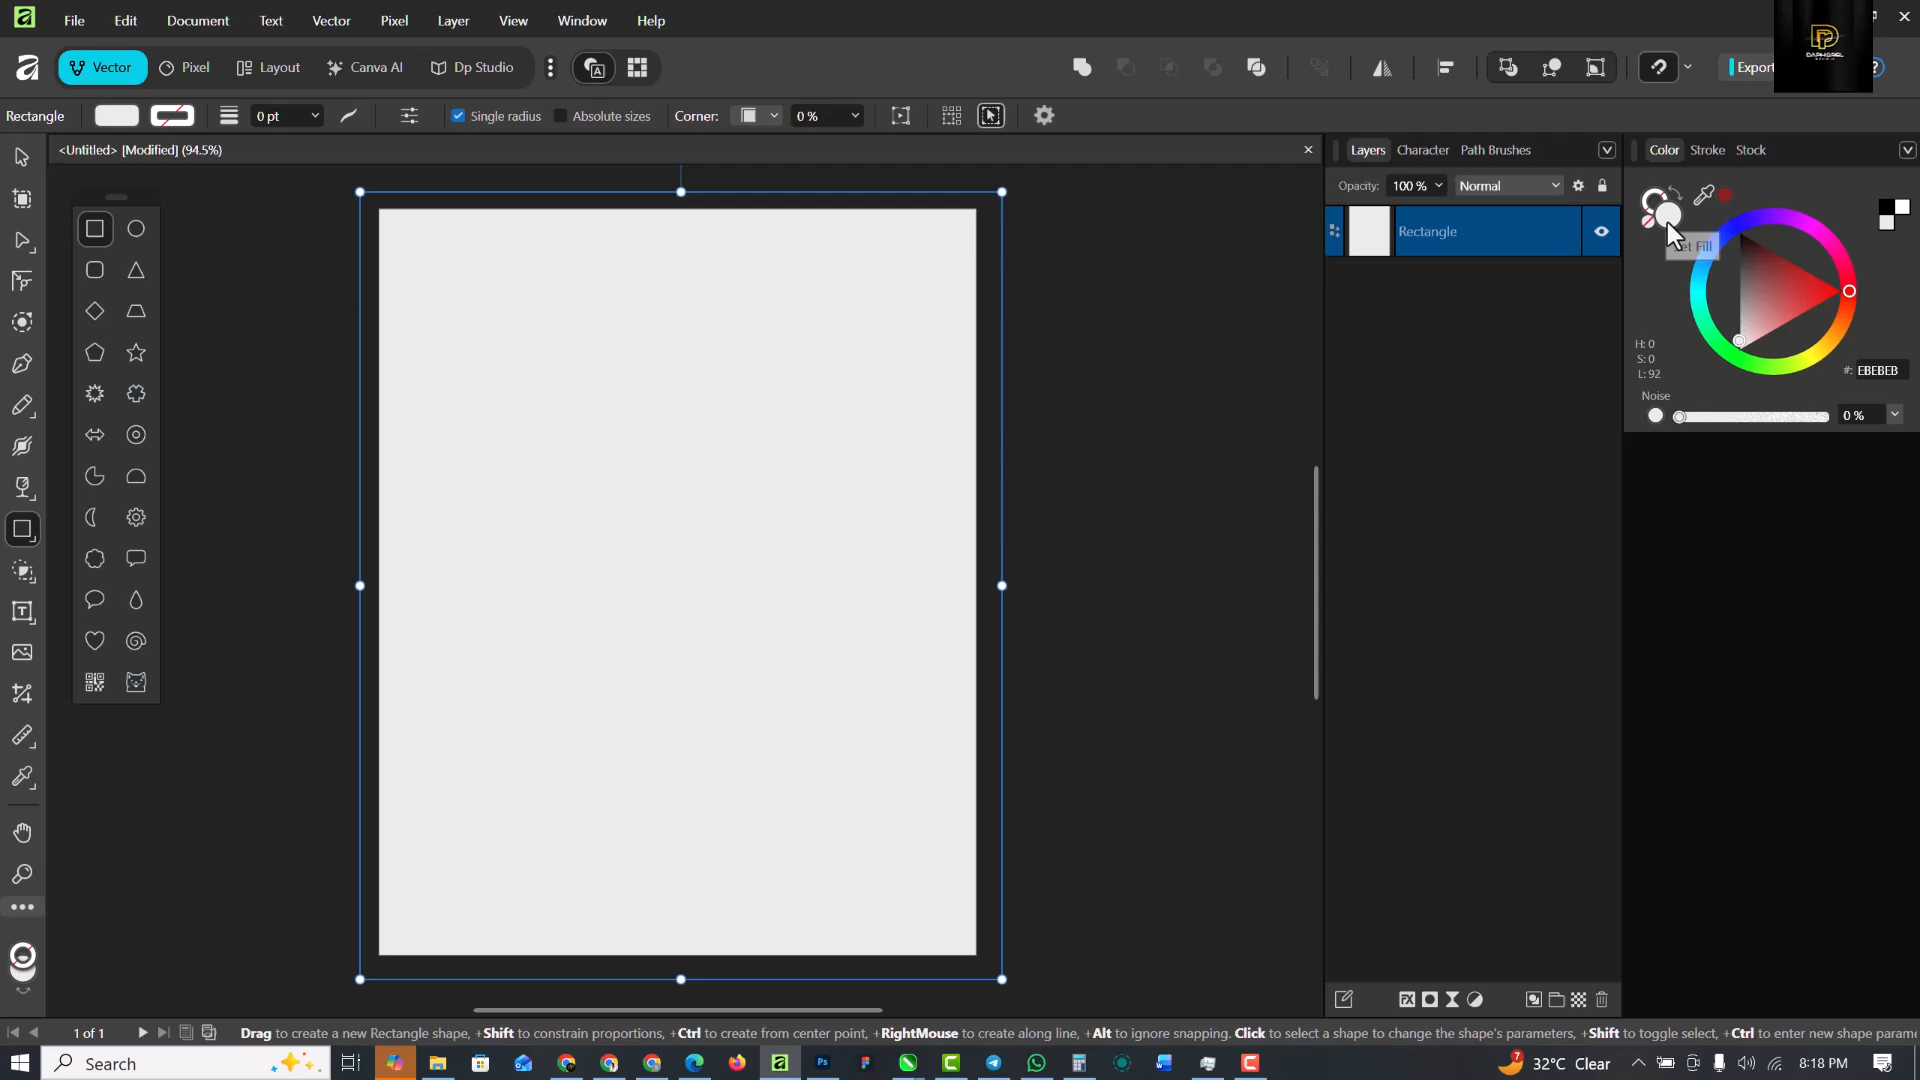 File Edit Document Text Vector Pixel Layer View Window Help
Vector Pixel Layout Canva AI Dp Studio Export
Rectangle 0 pt Single radius Absolute sizes Corner: 0 %
<Untitled> [Modified] (94.5%)
Layers Character Path Brushes
Color Stroke Stock
Opacity: 100 % Normal
Rectangle
Set Fill
H: 0
S: 0
L: 92
#: EBEBEB
Noise
0 %
1 of 1
Drag to create a new Rectangle shape, +Shift to constrain proportions, +Ctrl to create from center point, +RightMouse to create along line, +Alt to ignore snapping. Click to select a shape to change the shape's parameters, +Shift to toggle select, +Ctrl to enter new shape parame
Search
7 32°C Clear
8:18 PM